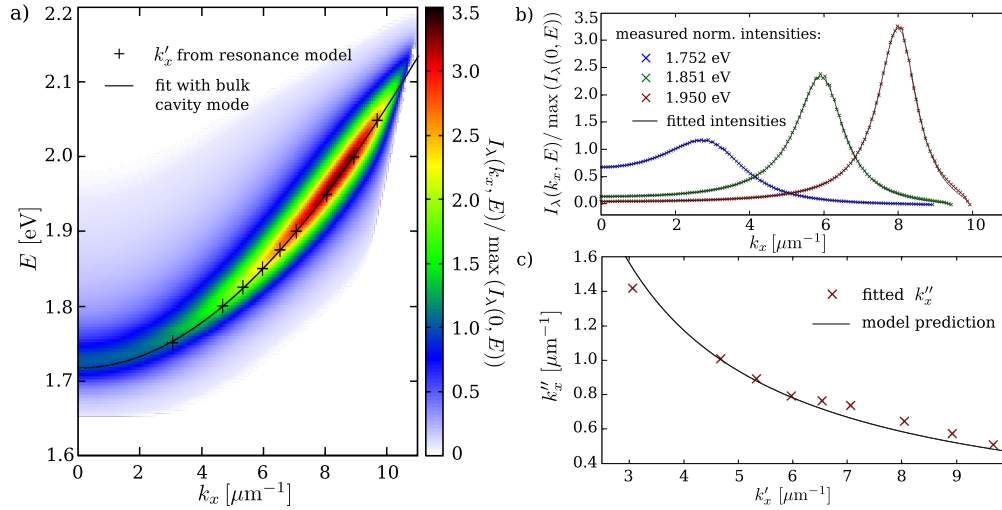 a)
2.2
2.1
2.0
1.9
1.8
1.7
1.6
E [eV]
0
2
4
6
8
10
kₓ [μm⁻¹]
+ k′ₓ from resonance model
fit with bulk
cavity mode
3.5
3.0
2.5
2.0
1.5
1.0
0.5
0
I_λ(kₓ, E)/ max (I_λ(0, E))
b)
3.5
3.0
2.5
2.0
1.5
1.0
0.5
0.0
I_λ(kₓ, E)/ max (I_λ(0, E))
measured norm. intensities:
× 1.752 eV
× 1.851 eV
× 1.950 eV
fitted intensities
0
2
4
6
8
10
kₓ [μm⁻¹]
c)
1.6
1.4
1.2
1.0
0.8
0.6
0.4
k″ₓ [μm⁻¹]
× fitted k″ₓ
model prediction
3
4
5
6
7
8
9
k′ₓ [μm⁻¹]